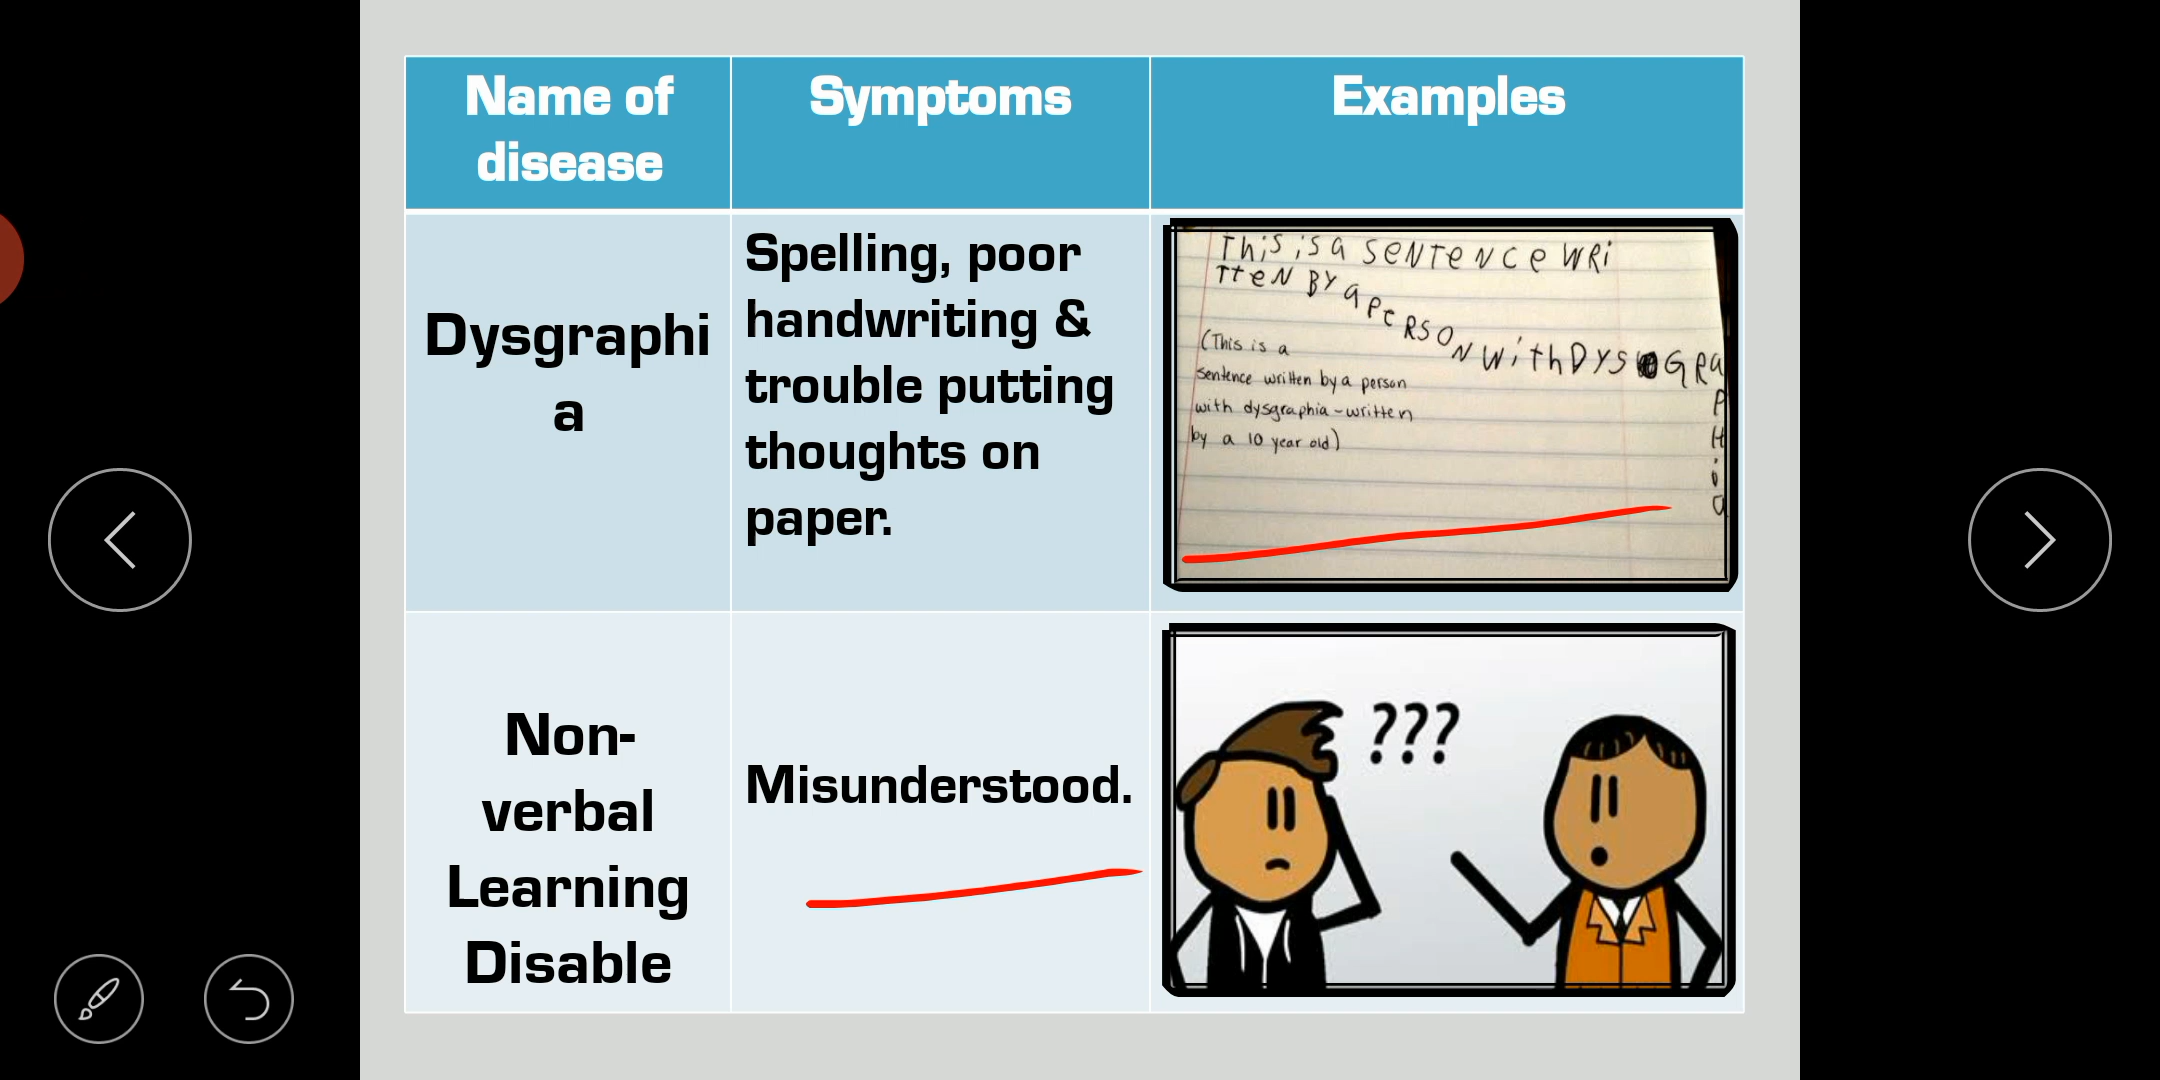 Name of
disease
Symptoms
Examples
Dysgraphi
a
Spelling, poor
handwriting &
trouble putting
thoughts on
paper.
This is a SeNTeNce WRi
TTeN BY a PeRSON with DYSGRa
P
H
i
a
(This is a
sentence written by a person
with dysgraphia - written
by a 10 year old)
Non-
verbal
Learning
Disable
Misunderstood.
???